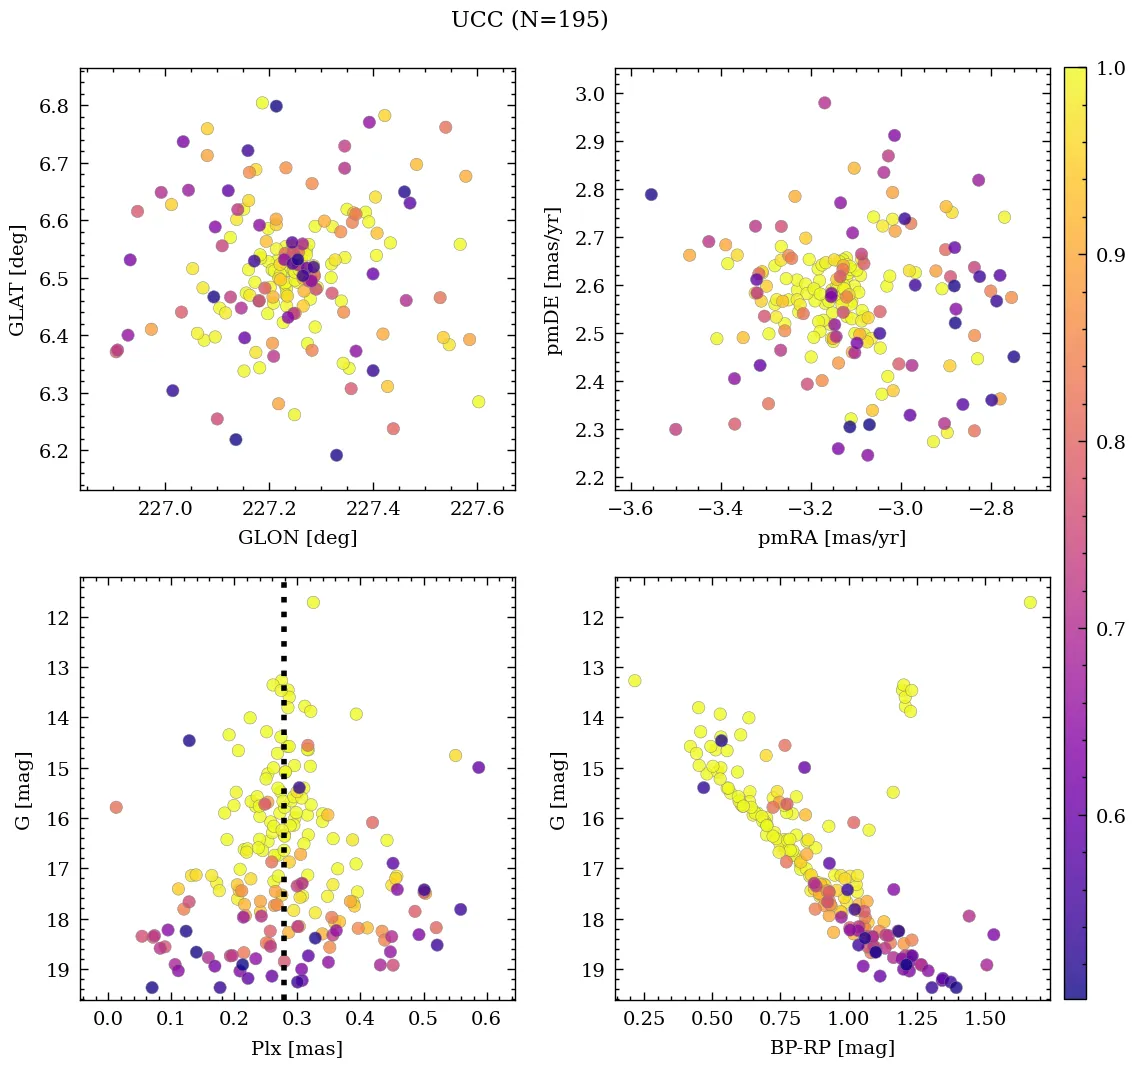 UCC (N=195)
6.8
6.7
6.6
6.5
6.4
6.3
6.2
GLAT [deg]
227.0 227.2 227.4 227.6
GLON [deg]
3.0
2.9
2.8
2.7
2.6
2.5
2.4
2.3
2.2
pmDE [mas/yr]
−3.6 −3.4 −3.2 −3.0 −2.8
pmRA [mas/yr]
1.0
0.9
0.8
0.7
0.6
12
13
14
15
16
17
18
19
G [mag]
0.0 0.1 0.2 0.3 0.4 0.5 0.6
Plx [mas]
12
13
14
15
16
17
18
19
G [mag]
0.25 0.50 0.75 1.00 1.25 1.50
BP-RP [mag]